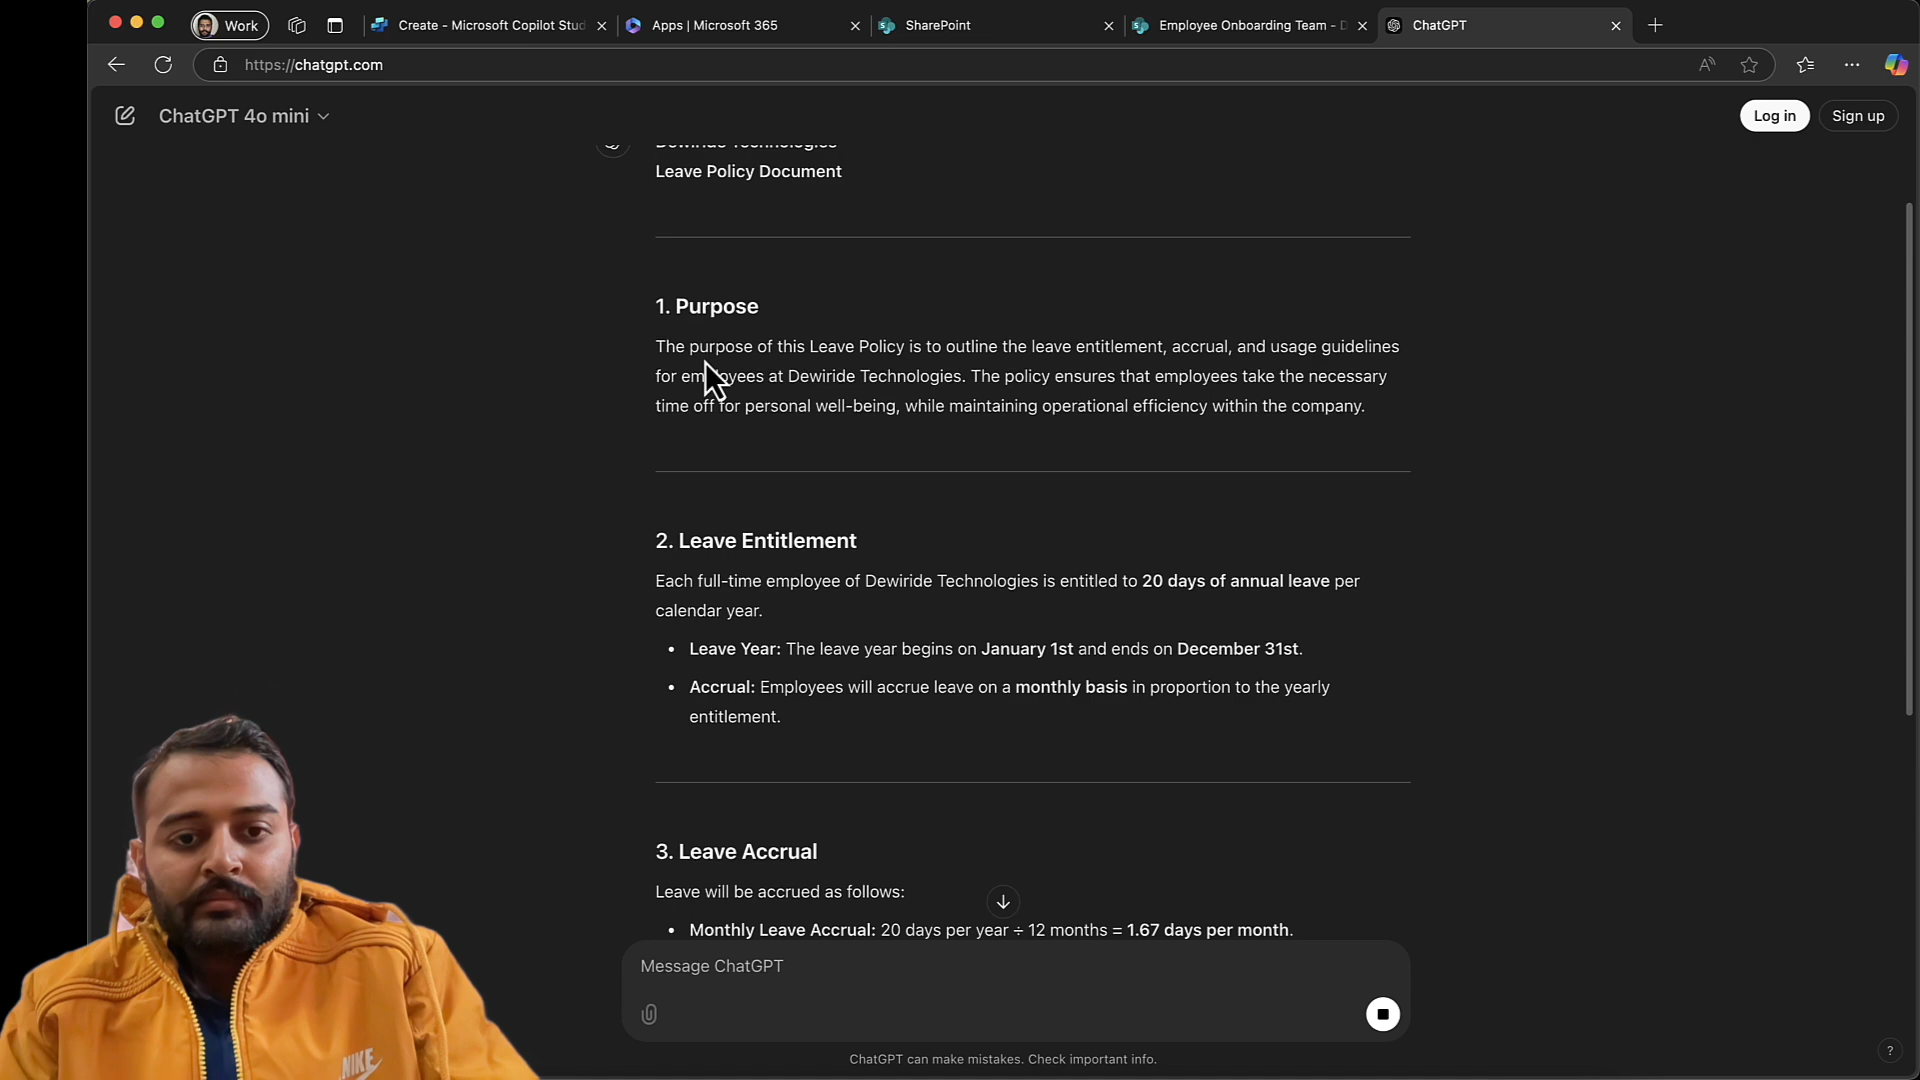 Work
Create - Microsoft Copilot Stud
Apps | Microsoft 365
SharePoint
Employee Onboarding Team - D
ChatGPT
https://chatgpt.com
ChatGPT 4o mini
Log in
Sign up
Dewiride Technologies
Leave Policy Document
1. Purpose
The purpose of this Leave Policy is to outline the leave entitlement, accrual, and usage guidelines
for employees at Dewiride Technologies. The policy ensures that employees take the necessary
time off for personal well-being, while maintaining operational efficiency within the company.
2. Leave Entitlement
Each full-time employee of Dewiride Technologies is entitled to 20 days of annual leave per
calendar year.
• Leave Year: The leave year begins on January 1st and ends on December 31st.
• Accrual: Employees will accrue leave on a monthly basis in proportion to the yearly
entitlement.
3. Leave Accrual
Leave will be accrued as follows:
• Monthly Leave Accrual: 20 days per year ÷ 12 months = 1.67 days per month.
Message ChatGPT
ChatGPT can make mistakes. Check important info.
?
NIKE